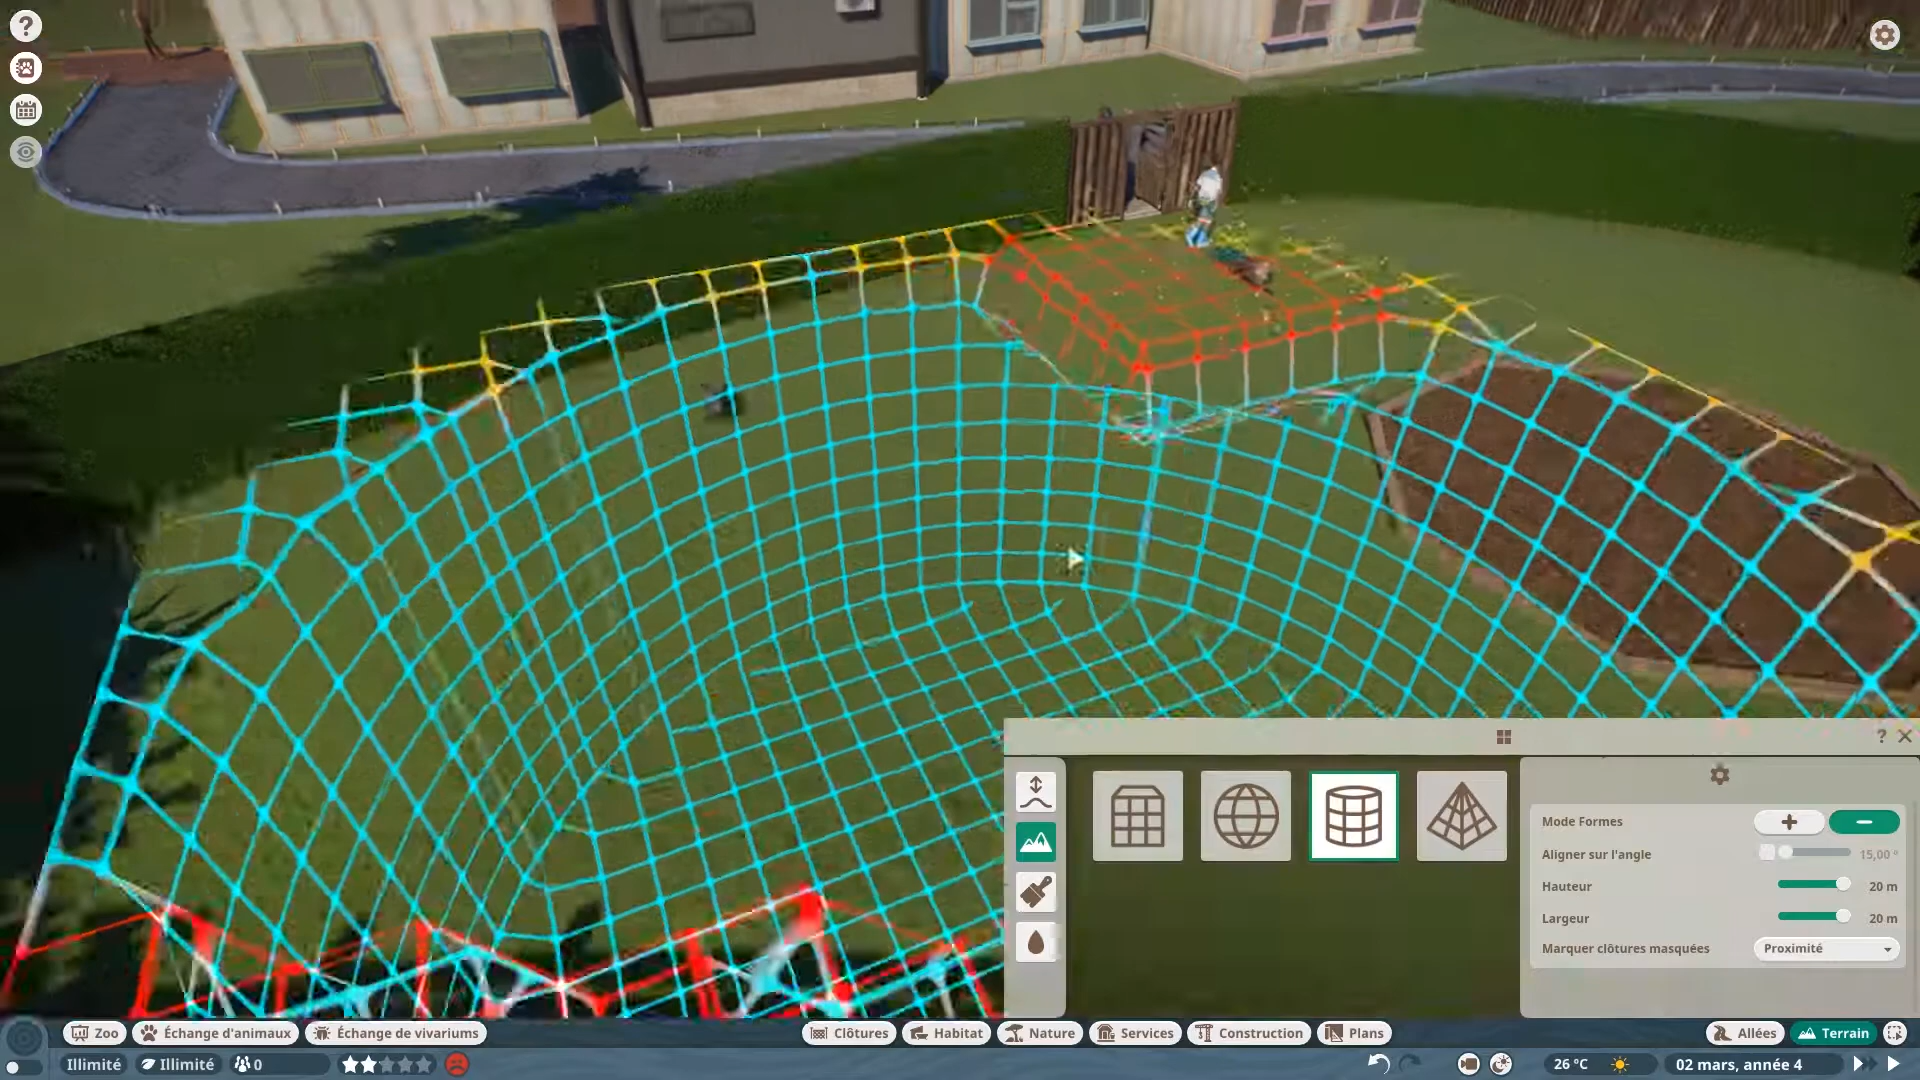 ?
? ✕
Mode Formes + −
Aligner sur l'angle 15,00 °
Hauteur 20 m
Largeur 20 m
Marquer clôtures masquées Proximité
Zoo Échange d'animaux Échange de vivariums Clôtures Habitat Nature Services Construction Plans Allées Terrain
Illimité Illimité 0 26 °C 02 mars, année 4